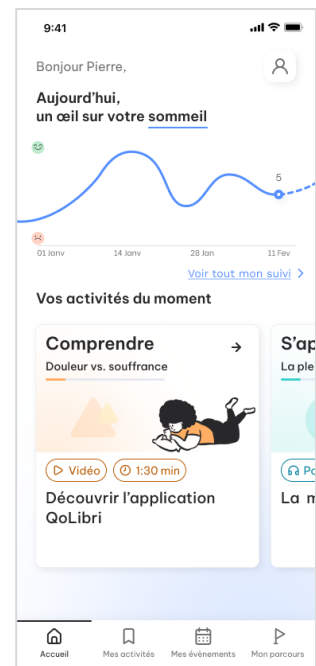 9:41
Bonjour Pierre,
Aujourd'hui,
un œil sur votre sommeil
5
01 Janv
14 Janv
28 Jan
11 Fev
Voir tout mon suivi
Vos activités du moment
Comprendre
Douleur vs. souffrance
Vidéo
1:30 min
Découvrir l'application
QoLibri
S'ap
La ple
Po
La m
Accueil
Mes activités
Mes évènements
Mon parcours